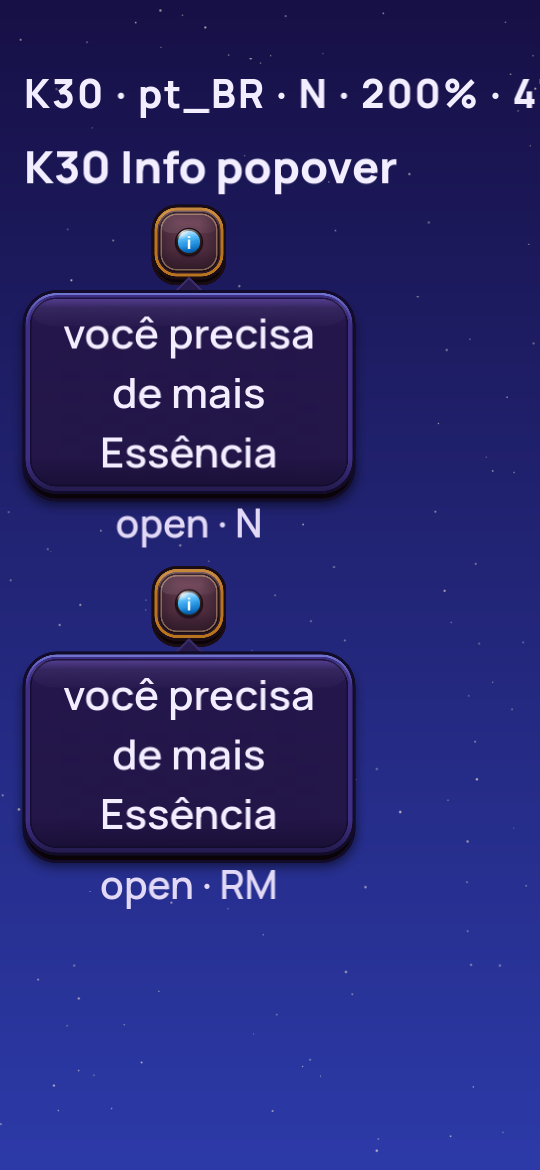 K30 · pt_BR · N · 200% · 4
K30 Info popover
i
você precisa
de mais
Essência
open · N
i
você precisa
de mais
Essência
open · RM